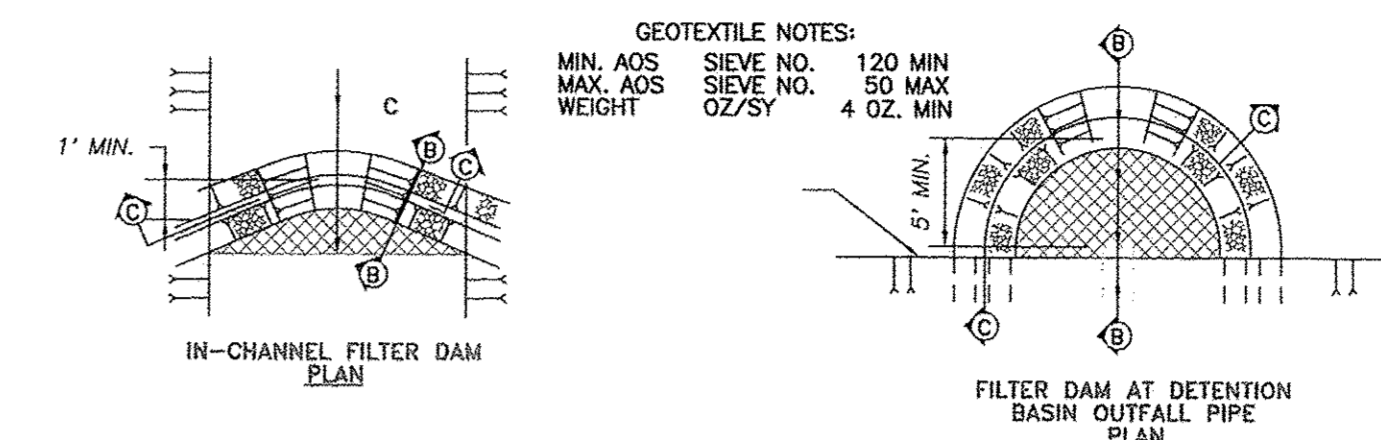 GEOTEXTILE NOTES:
MIN. AOS SIEVE NO. 120 MIN
MAX. AOS SIEVE NO. 50 MAX
WEIGHT OZ/SY 4 OZ. MIN
C
1' MIN.
B
C
C
B
IN-CHANNEL FILTER DAM
PLAN
B
C
5' MIN.
C
B
FILTER DAM AT DETENTION
BASIN OUTFALL PIPE
PLAN